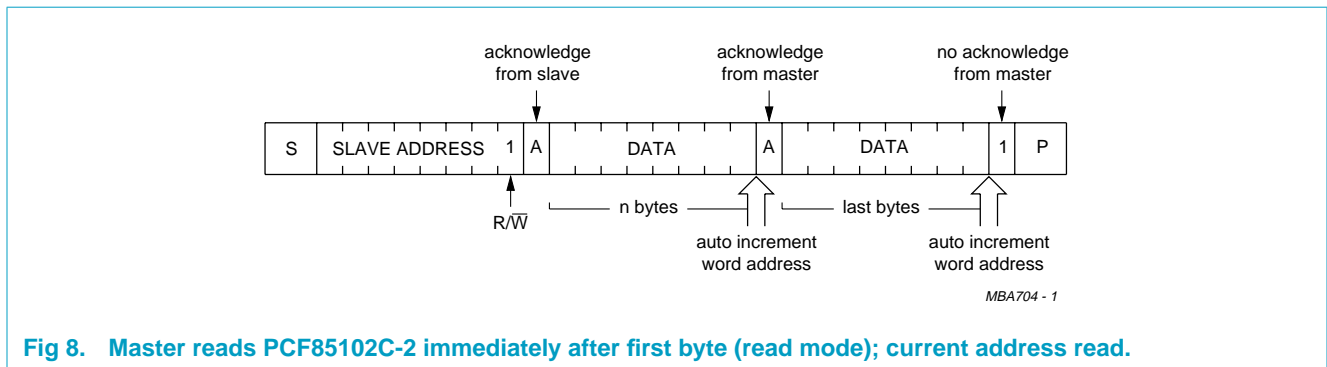 acknowledge
from slave
acknowledge
from master
no acknowledge
from master
S SLAVE ADDRESS 1 A DATA A DATA 1 P
R/W̅
n bytes
last bytes
auto increment
word address
auto increment
word address
MBA704 - 1
Fig 8. Master reads PCF85102C-2 immediately after first byte (read mode); current address read.